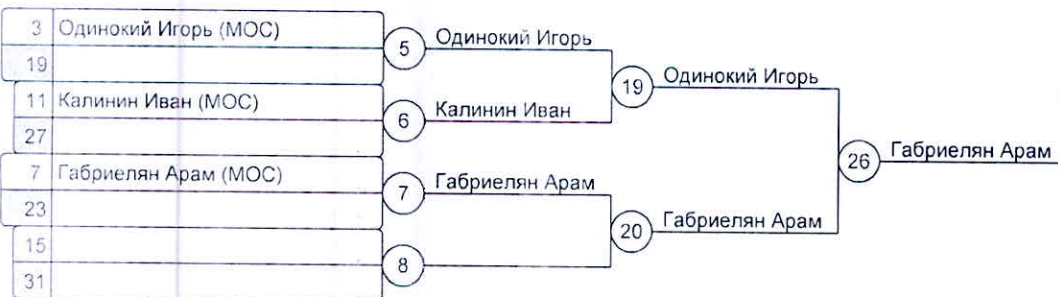 3 Одинокий Игорь (МОС)
19
5 Одинокий Игорь
11 Калинин Иван (МОС)
27
6 Калинин Иван
19 Одинокий Игорь
7 Габриелян Арам (МОС)
23
7 Габриелян Арам
15
31
8
20 Габриелян Арам
26 Габриелян Арам